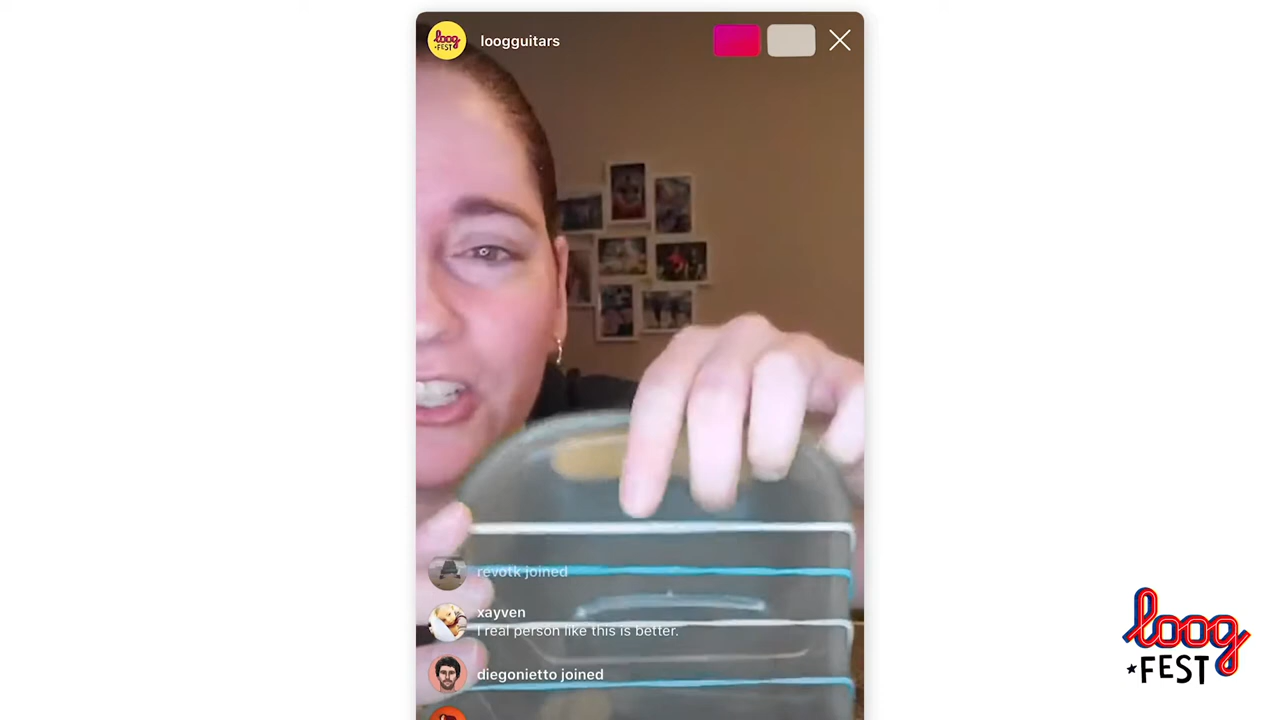 loog
FEST
loogguitars
revotk joined
xayven
I real person like this is better.
diegonietto joined
loog
FEST